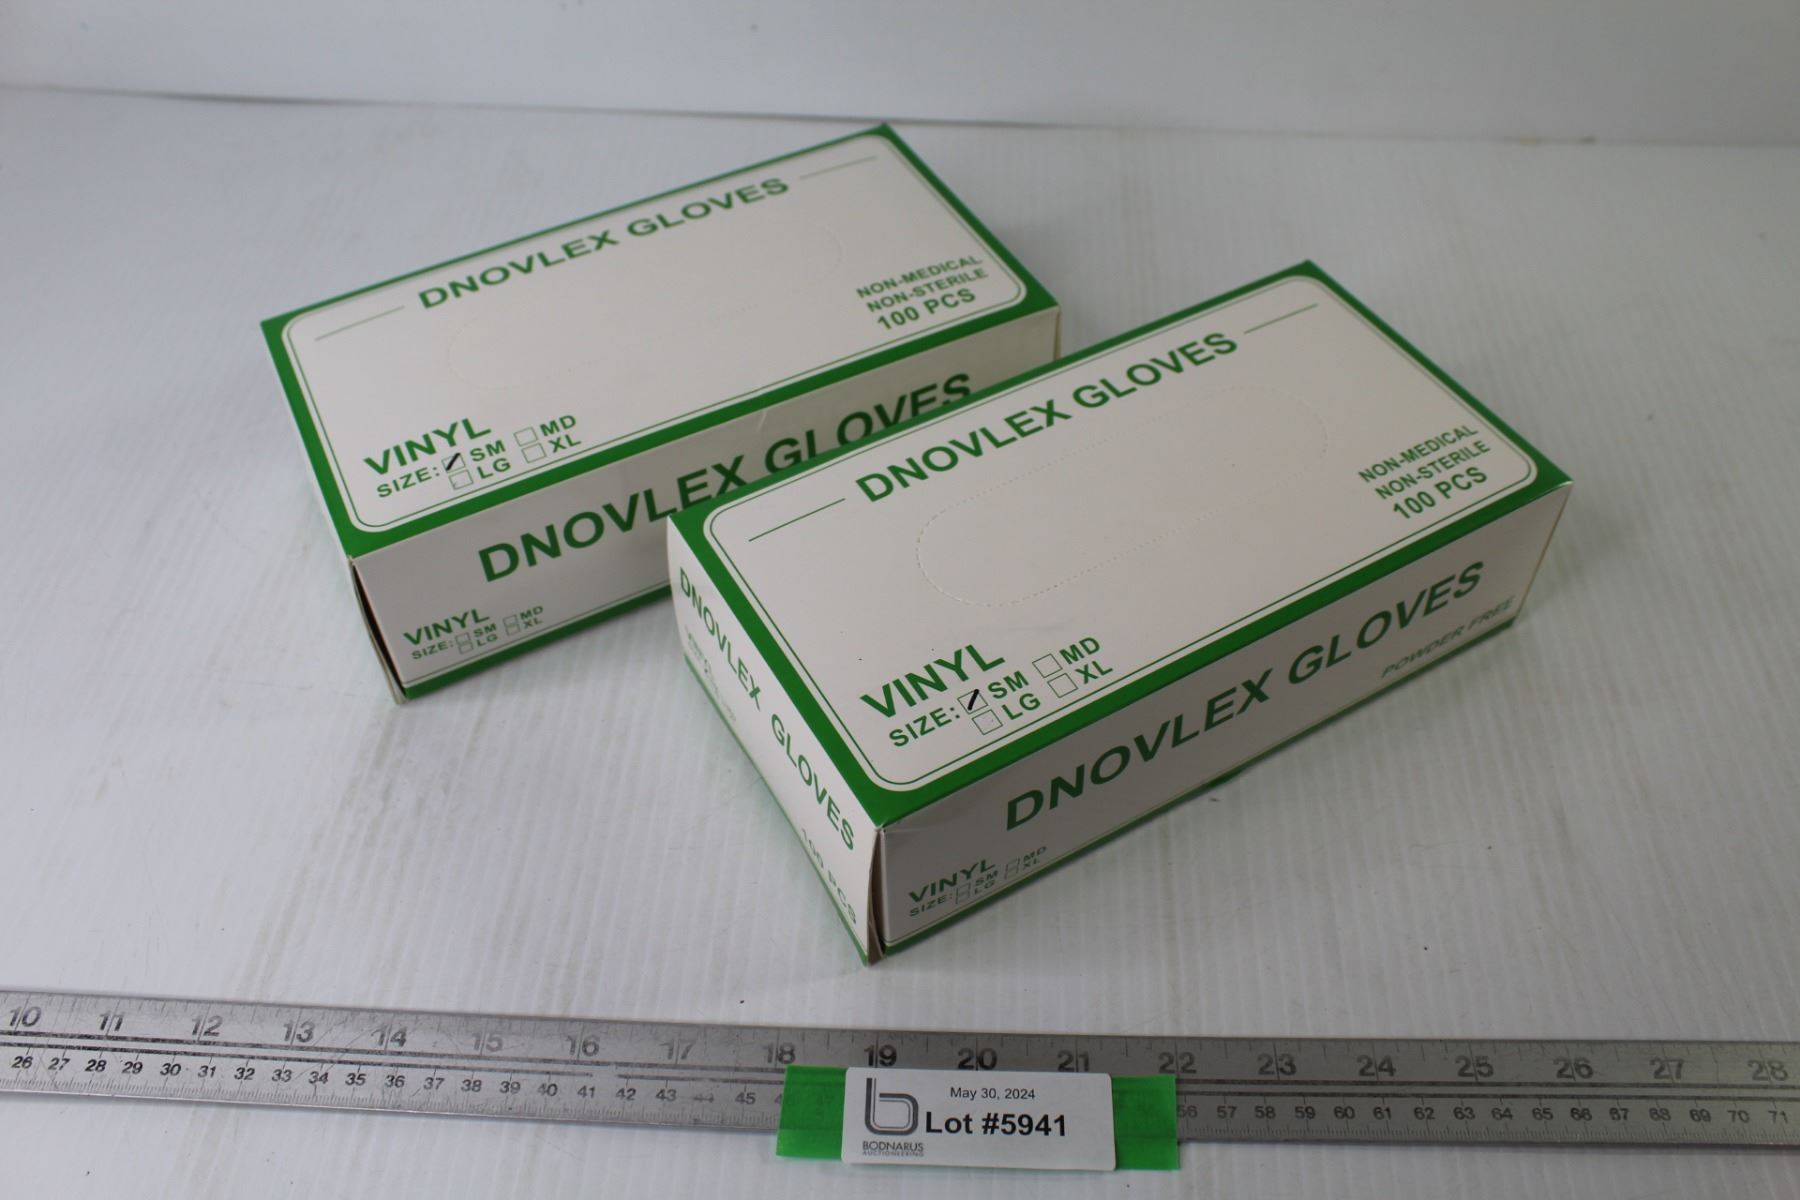 DNOVLEX GLOVES
NON-MEDICAL
NON-STERILE
100 PCS
VINYL
SIZE: SM MD
LG XL
DNOVLEX GLOVES
VINYL
SIZE: SM MD
LG XL
DNOVLEX GLOVES
NON-MEDICAL
NON-STERILE
100 PCS
VINYL
SIZE: SM MD
LG XL
DNOVLEX GLOVES
100 PCS
DNOVLEX GLOVES
POWDER FREE
VINYL
SIZE: SM MD
LG XL
10 11 12 13 14 15 16 17 18 19 20 21 22 23 24 25 26 27 28
26 27 28 29 30 31 32 33 34 35 36 37 38 39 40 41 42 43 44 45 56 57 58 59 60 61 62 63 64 65 66 67 68 69 70 71
May 30, 2024
Lot #5941
BODNARUS
AUCTIONEERING